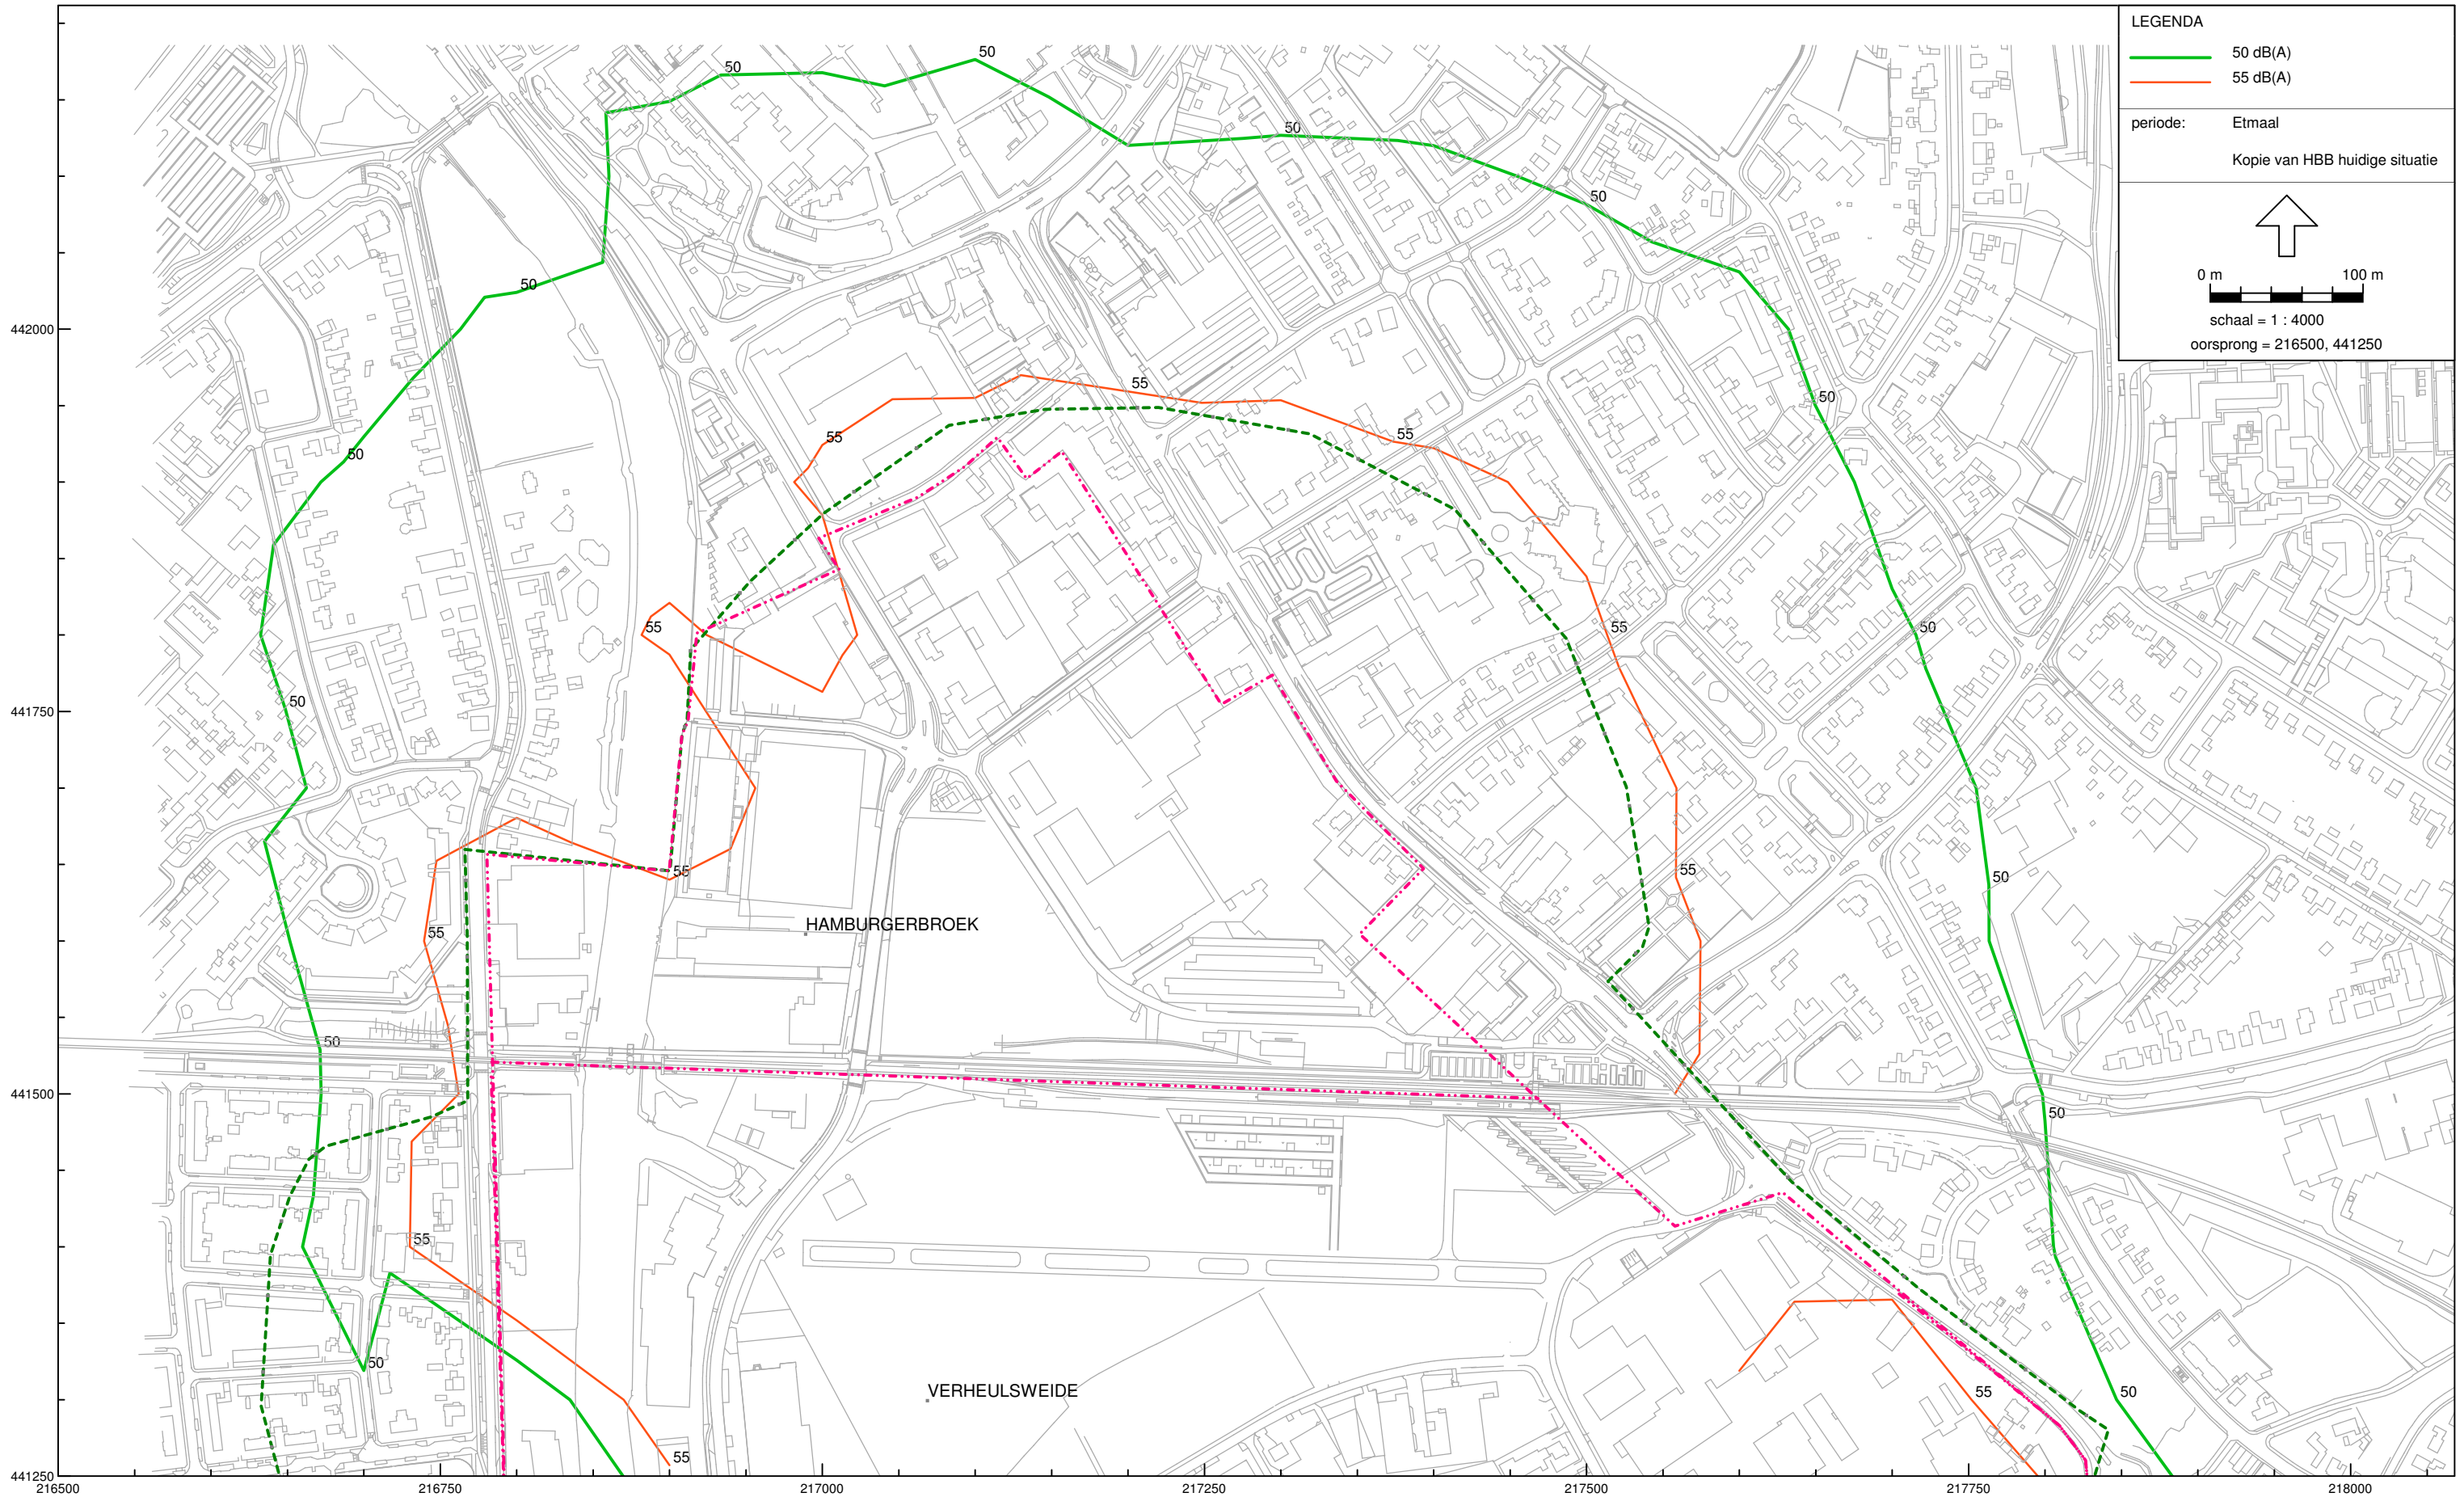 LEGENDA
50 dB(A)
55 dB(A)
periode: Etmaal
Kopie van HBB huidige situatie
0 m 100 m
schaal = 1 : 4000
oorsprong = 216500, 441250
50
50
50
50
50
442000
55
50
55
55
50
55
55
50
50
441750
55
55
50
HAMBURGERBROEK
55
50
441500
50
55
VERHEULSWEIDE
50
55
50
55
441250
216500 216750 217000 217250 217500 217750 218000